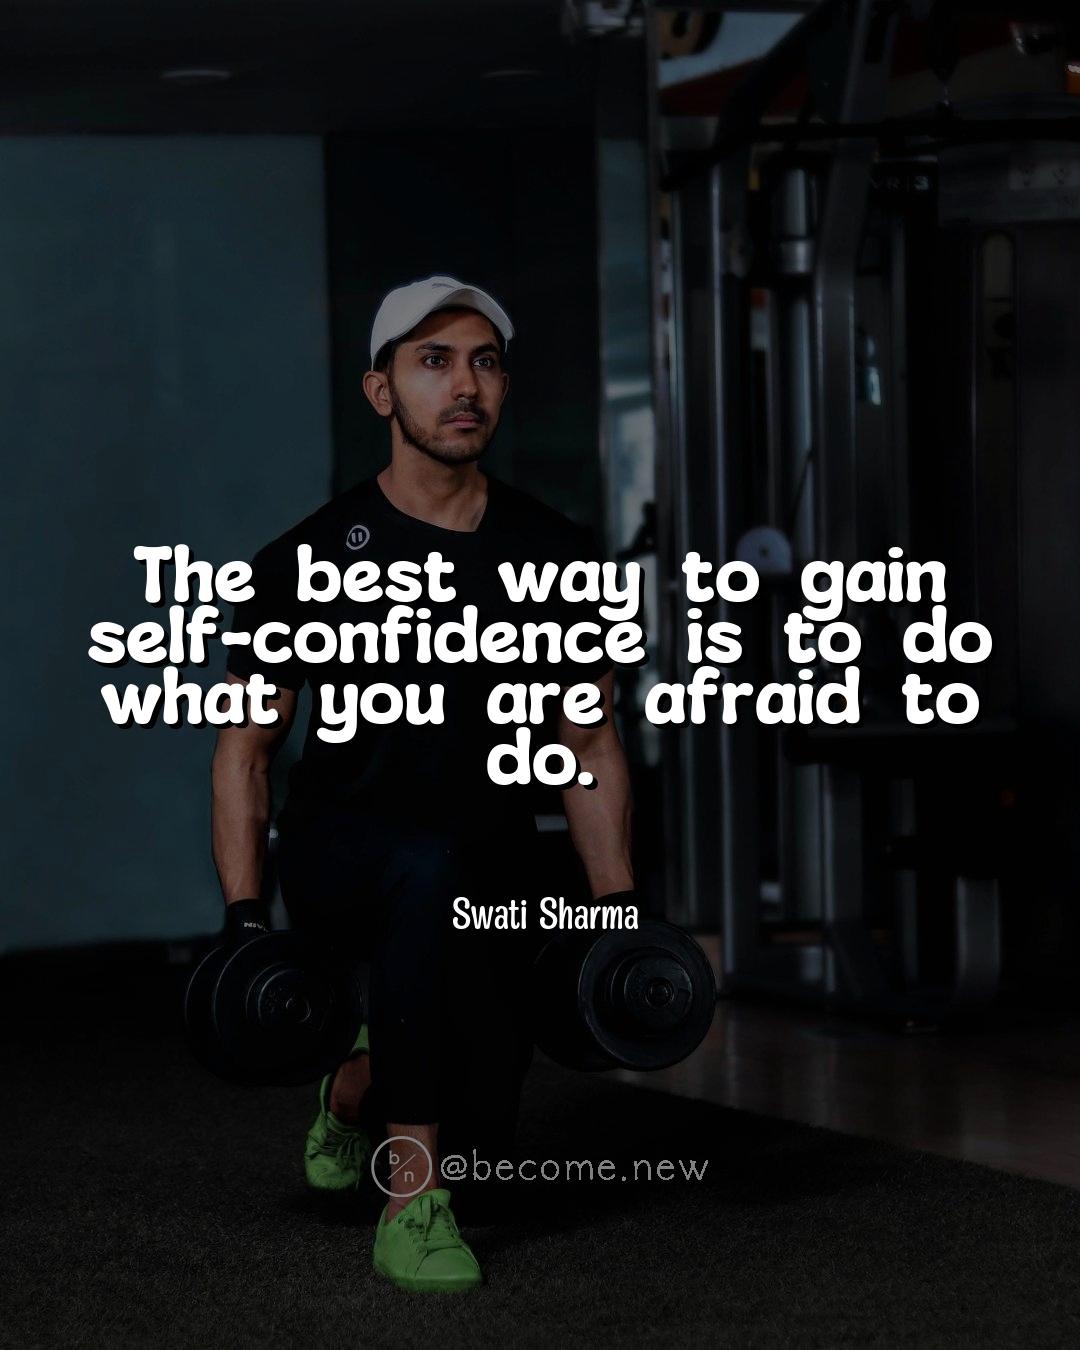 The best way to gain
self-confidence is to do
what you are afraid to
do.
Swati Sharma
b/n @become.new